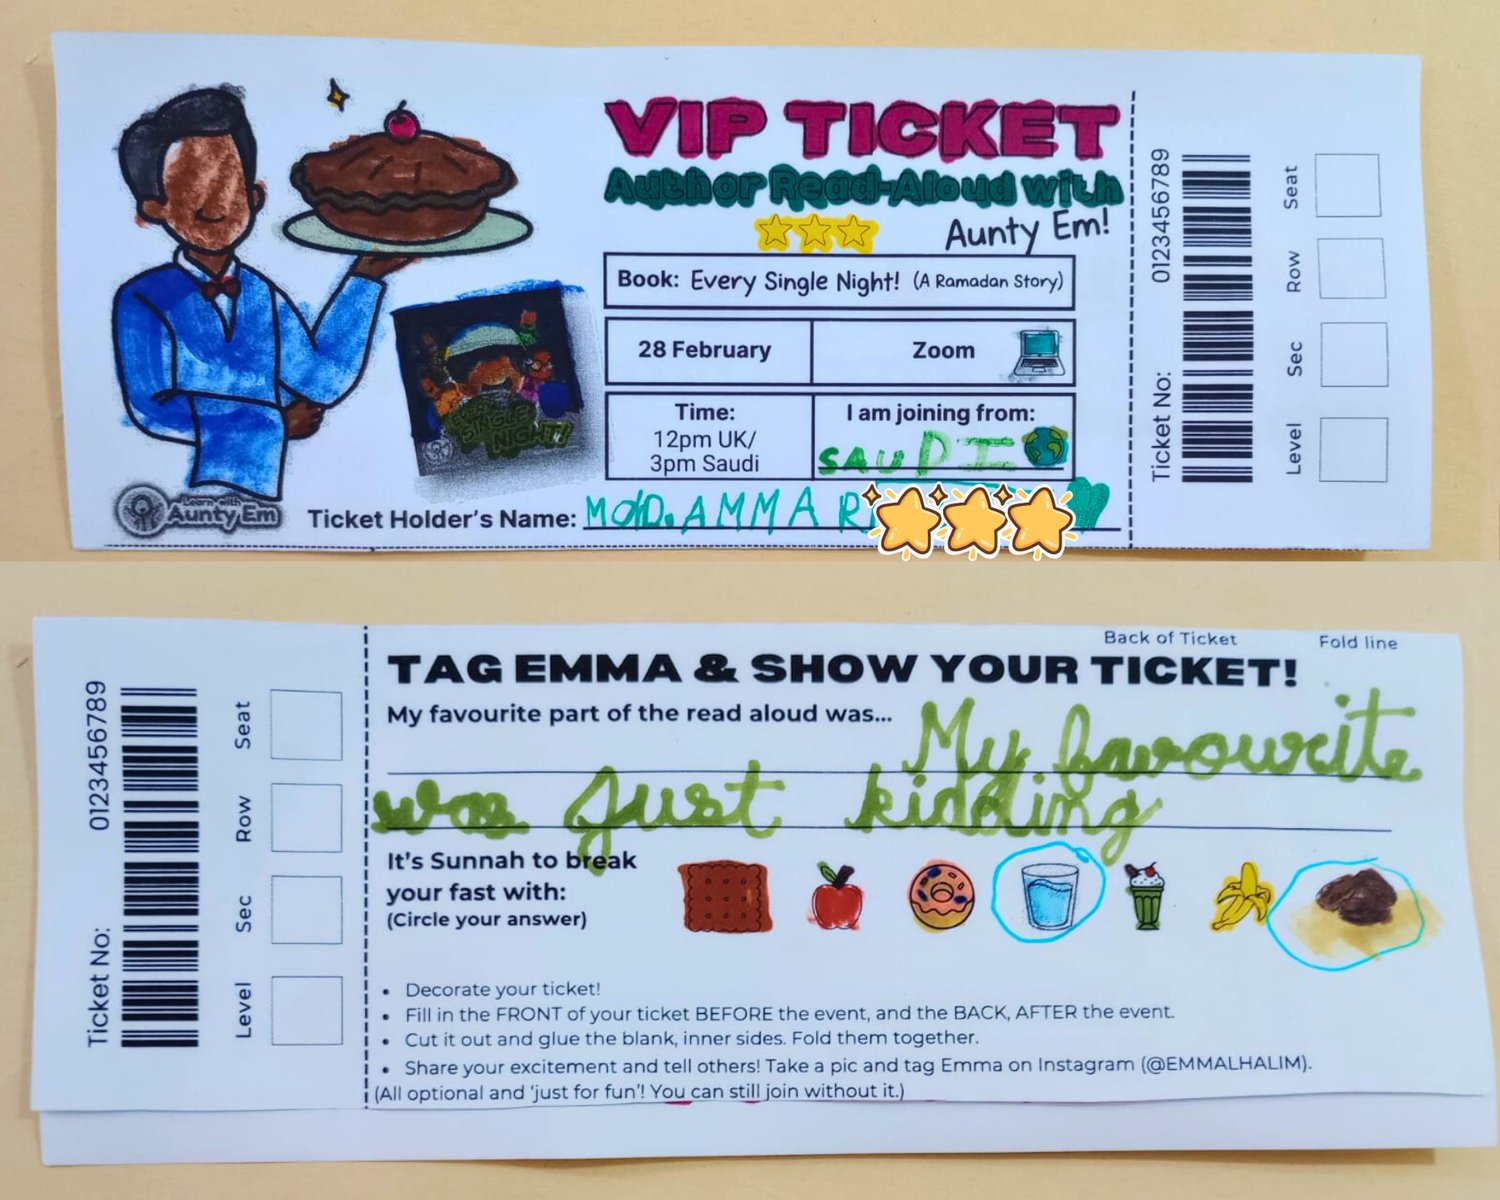 VIP TICKET
Author Read-Aloud with
Aunty Em!
Book: Every Single Night! (A Ramadan Story)
28 February
Zoom
Time:
12pm UK/
3pm Saudi
I am joining from:
SAUDI
EVERY
SINGLE
NIGHT!
Learn with
Aunty Em
Ticket Holder's Name: MohD. AMMAR
Ticket No: 0123456789
Seat
Row
Sec
Level
Back of Ticket
Fold line
TAG EMMA & SHOW YOUR TICKET!
My favourite part of the read aloud was... My favourite
was Just kidding
It's Sunnah to break
your fast with:
(Circle your answer)
• Decorate your ticket!
• Fill in the FRONT of your ticket BEFORE the event, and the BACK, AFTER the event.
• Cut it out and glue the blank, inner sides. Fold them together.
• Share your excitement and tell others! Take a pic and tag Emma on Instagram (@EMMALHALIM).
(All optional and 'just for fun'! You can still join without it.)
Ticket No: 0123456789
Seat
Row
Sec
Level